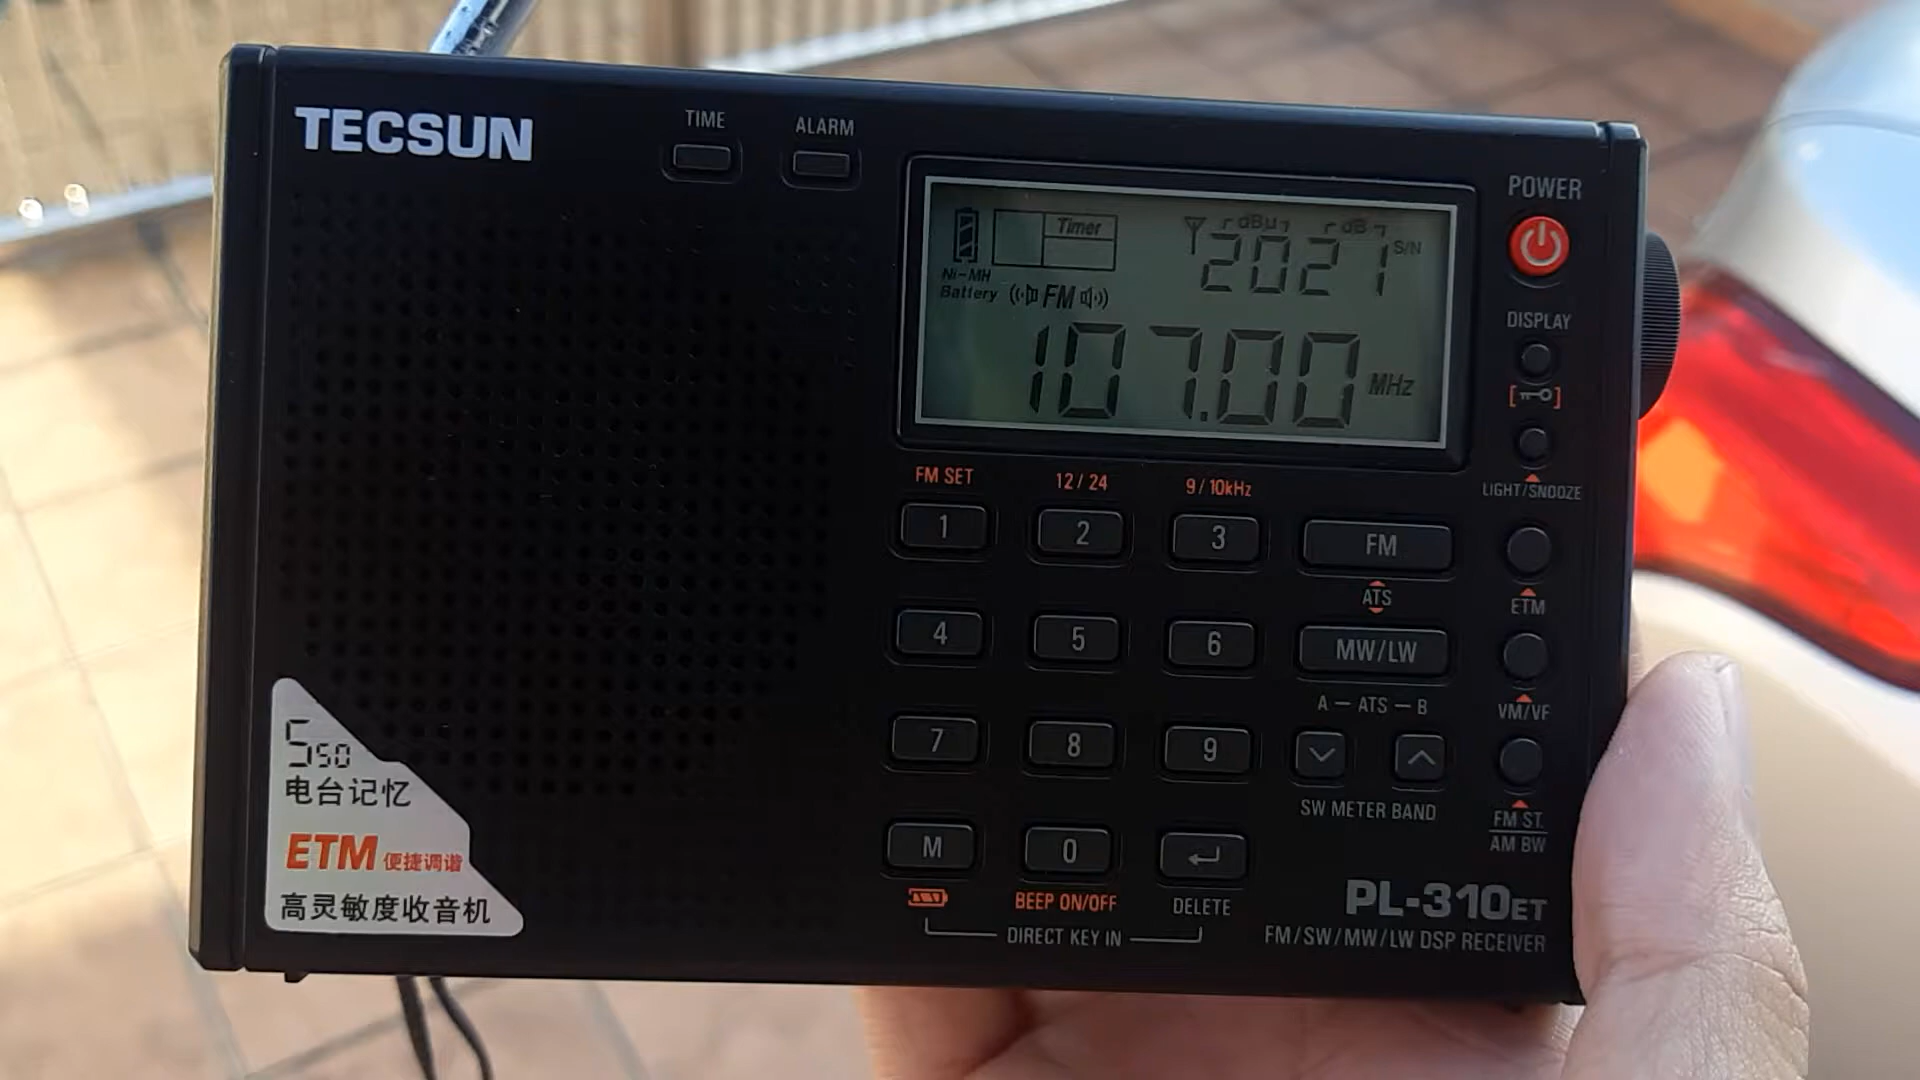 TECSUN
TIME
ALARM
POWER
Timer
dBμ
dB
2021
S/N
Ni-MH
Battery
FM
107.00
MHz
DISPLAY
LIGHT/SNOOZE
FM SET
12/24
9/10kHz
1
2
3
FM
ATS
ETM
4
5
6
MW/LW
VM/VF
A — ATS — B
7
8
9
SW METER BAND
FM ST.
AM BW
M
0
BEEP ON/OFF
DELETE
DIRECT KEY IN
PL-310ET
FM/SW/MW/LW DSP RECEIVER
550
电台记忆
ETM 便捷调谐
高灵敏度收音机